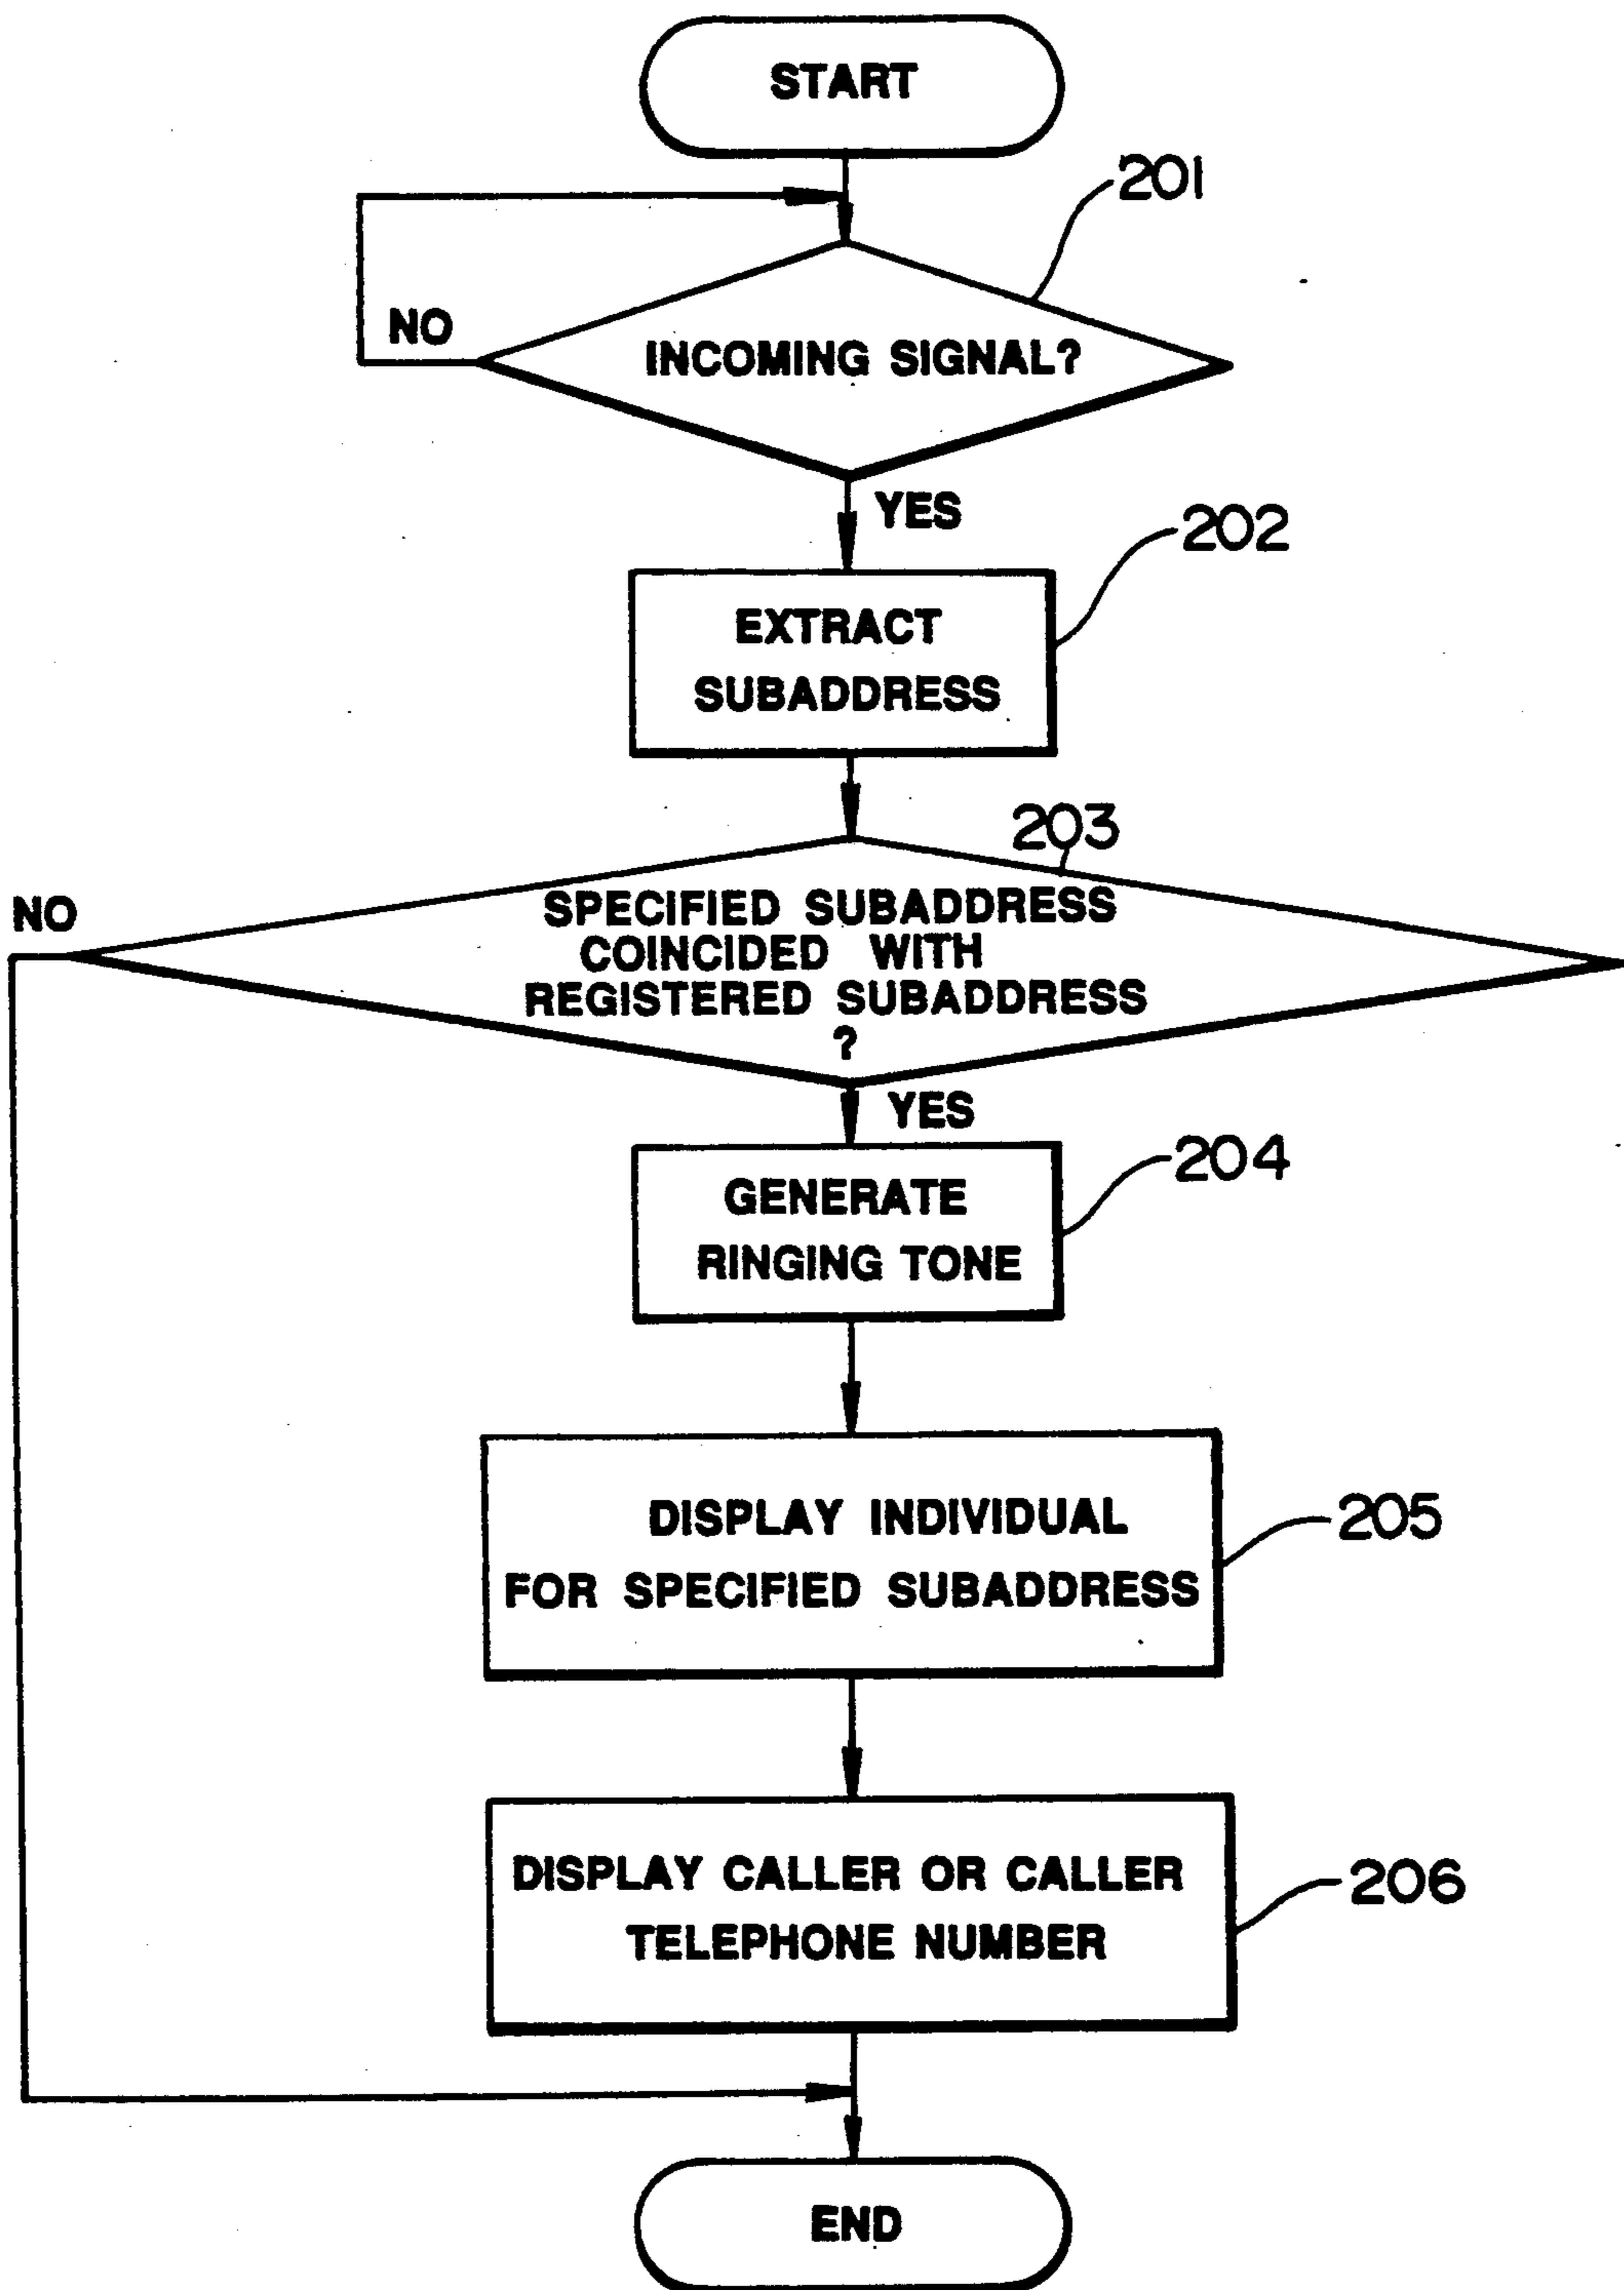 START
201
NO
INCOMING SIGNAL?
YES
202
EXTRACT
SUBADDRESS
203
NO
SPECIFIED SUBADDRESS
COINCIDED WITH
REGISTERED SUBADDRESS
?
YES
204
GENERATE
RINGING TONE
205
DISPLAY INDIVIDUAL
FOR SPECIFIED SUBADDRESS
206
DISPLAY CALLER OR CALLER
TELEPHONE NUMBER
END